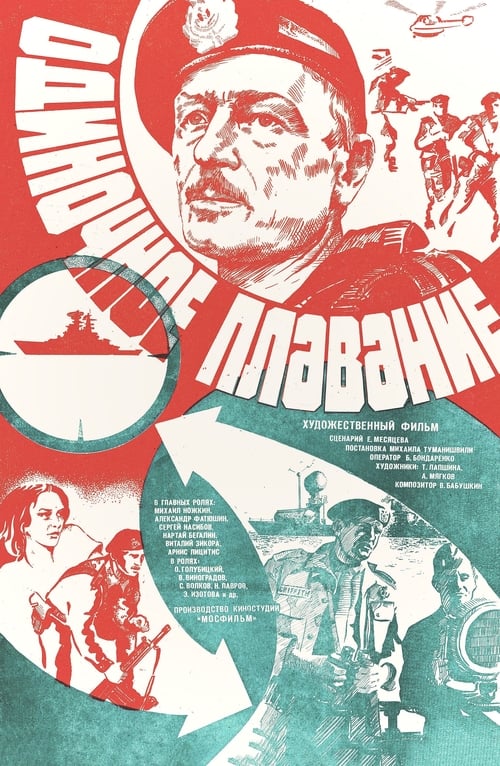 ОДИНОЧНОЕ
ПЛАВАНИЕ
ХУДОЖЕСТВЕННЫЙ ФИЛЬМ
СЦЕНАРИЙ Е. МЕСЯЦЕВА
ПОСТАНОВКА МИХАИЛА ТУМАНИШВИЛИ
ОПЕРАТОР Б. БОНДАРЕНКО
ХУДОЖНИКИ: Т. ЛАПШИНА,
А. МЯГКОВ
КОМПОЗИТОР В. БАБУШКИН
В ГЛАВНЫХ РОЛЯХ:
МИХАИЛ НОЖКИН,
АЛЕКСАНДР ФАТЮШИН,
СЕРГЕЙ НАСИБОВ,
НАРТАЙ БЕГАЛИН,
ВИТАЛИЙ ЗИКОРА,
АРНИС ЛИЦИТИС
В РОЛЯХ:
О. ГОЛУБИЦКИЙ,
В. ВИНОГРАДОВ,
С. ВОЛКОВ, Н. ЛАВРОВ,
Э. ИЗОТОВА и др.
ПРОИЗВОДСТВО КИНОСТУДИИ
"МОСФИЛЬМ"